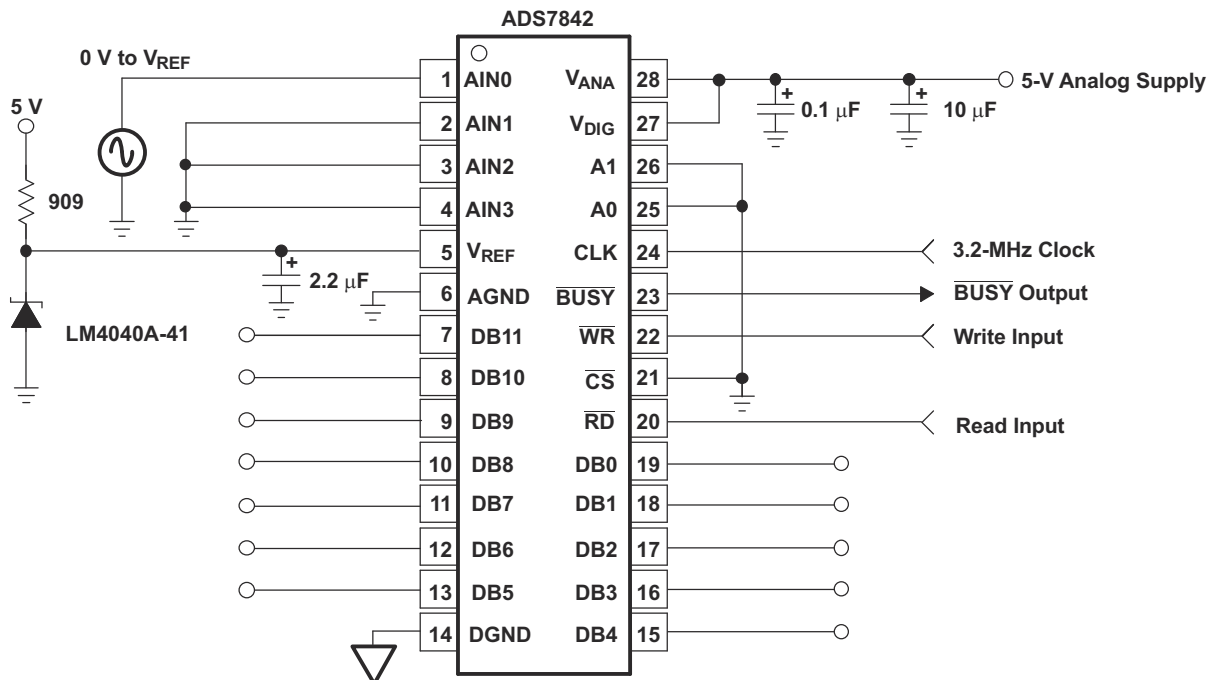 ADS7842
0 V to VREF
5 V
909
LM4040A-41
2.2 μF
1 AIN0
2 AIN1
3 AIN2
4 AIN3
5 VREF
6 AGND
7 DB11
8 DB10
9 DB9
10 DB8
11 DB7
12 DB6
13 DB5
14 DGND
VANA 28
VDIG 27
A1 26
A0 25
CLK 24
BUSY 23
WR 22
CS 21
RD 20
DB0 19
DB1 18
DB2 17
DB3 16
DB4 15
+
0.1 μF
+
10 μF
+
5-V Analog Supply
3.2-MHz Clock
BUSY Output
Write Input
Read Input